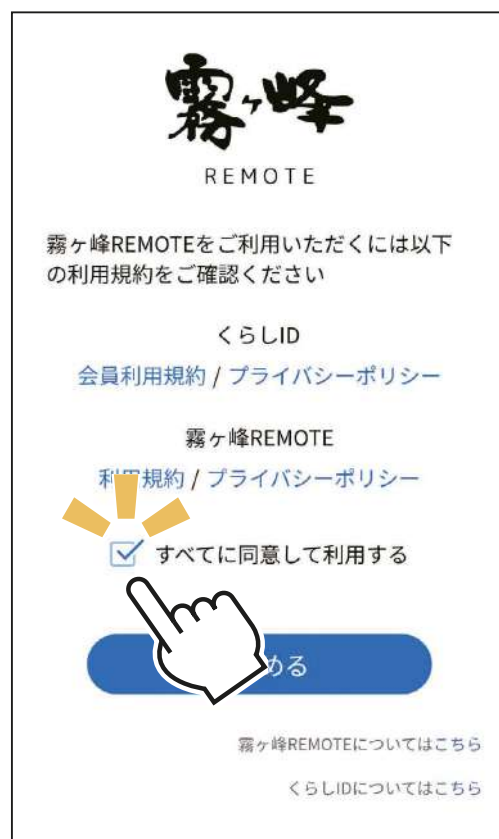 霧ヶ峰
REMOTE
霧ヶ峰REMOTEをご利用いただくには以下
の利用規約をご確認ください
くらしID
会員利用規約 / プライバシーポリシー
霧ヶ峰REMOTE
利用規約 / プライバシーポリシー
すべてに同意して利用する
める
霧ヶ峰REMOTEについてはこちら
くらしIDについてはこちら